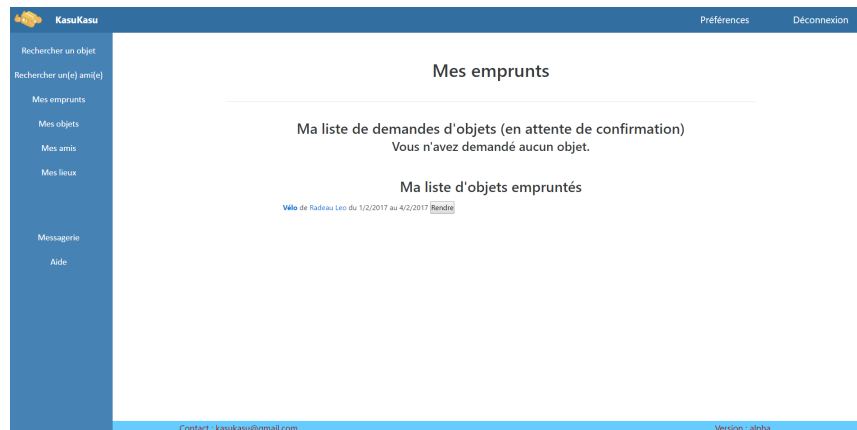 KasuKasu Préférences Déconnexion
Rechercher un objet
Rechercher un(e) ami(e)
Mes emprunts
Mes objets
Mes amis
Mes lieux
Messagerie
Aide
Mes emprunts
Ma liste de demandes d'objets (en attente de confirmation)
Vous n'avez demandé aucun objet.
Ma liste d'objets empruntés
Vélo de Radeau Leo du 1/2/2017 au 4/2/2017 Rendre
Contact : kasukasu@gmail.com Version : alpha